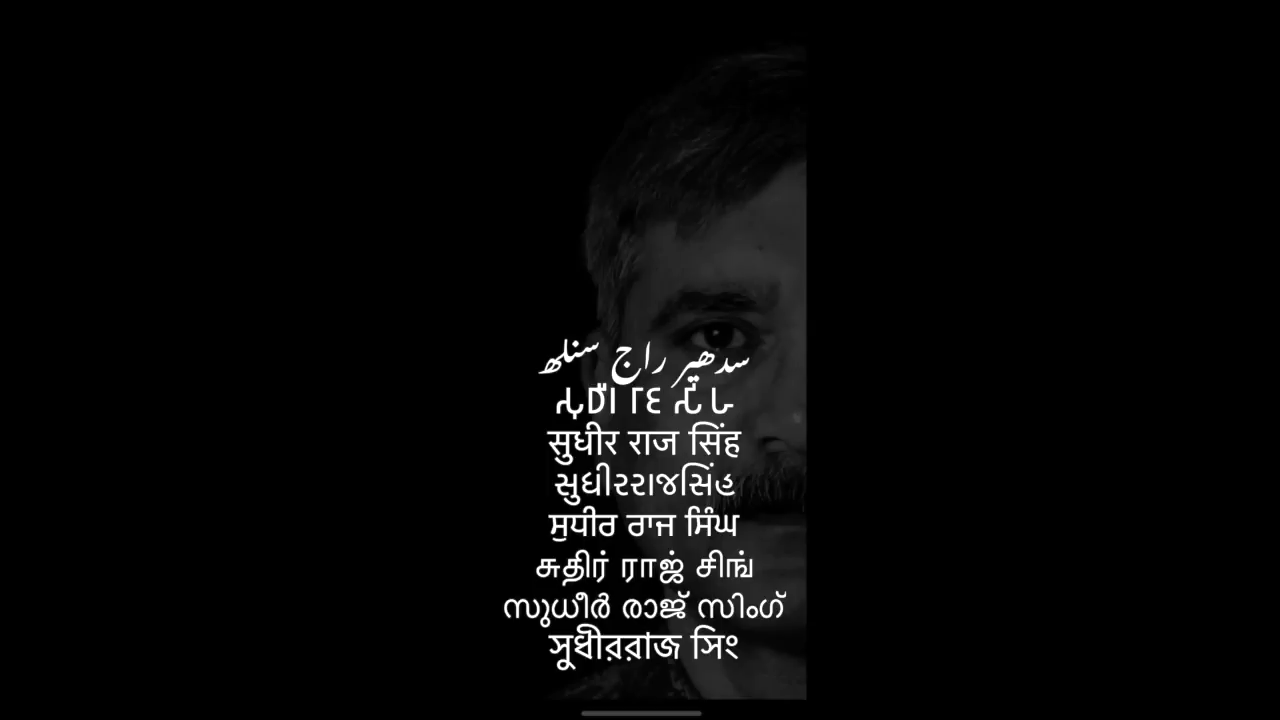 سدھیر راج سنلھ
सुधीर राज सिंह
સુધીરરાજસિંહ
ਸੁਧੀਰ ਰਾਜ ਸਿੰਘ
சுதிர் ராஜ் சிங்
സുധീർ രാജ് സിംഗ്
সুধীররাজ সিং